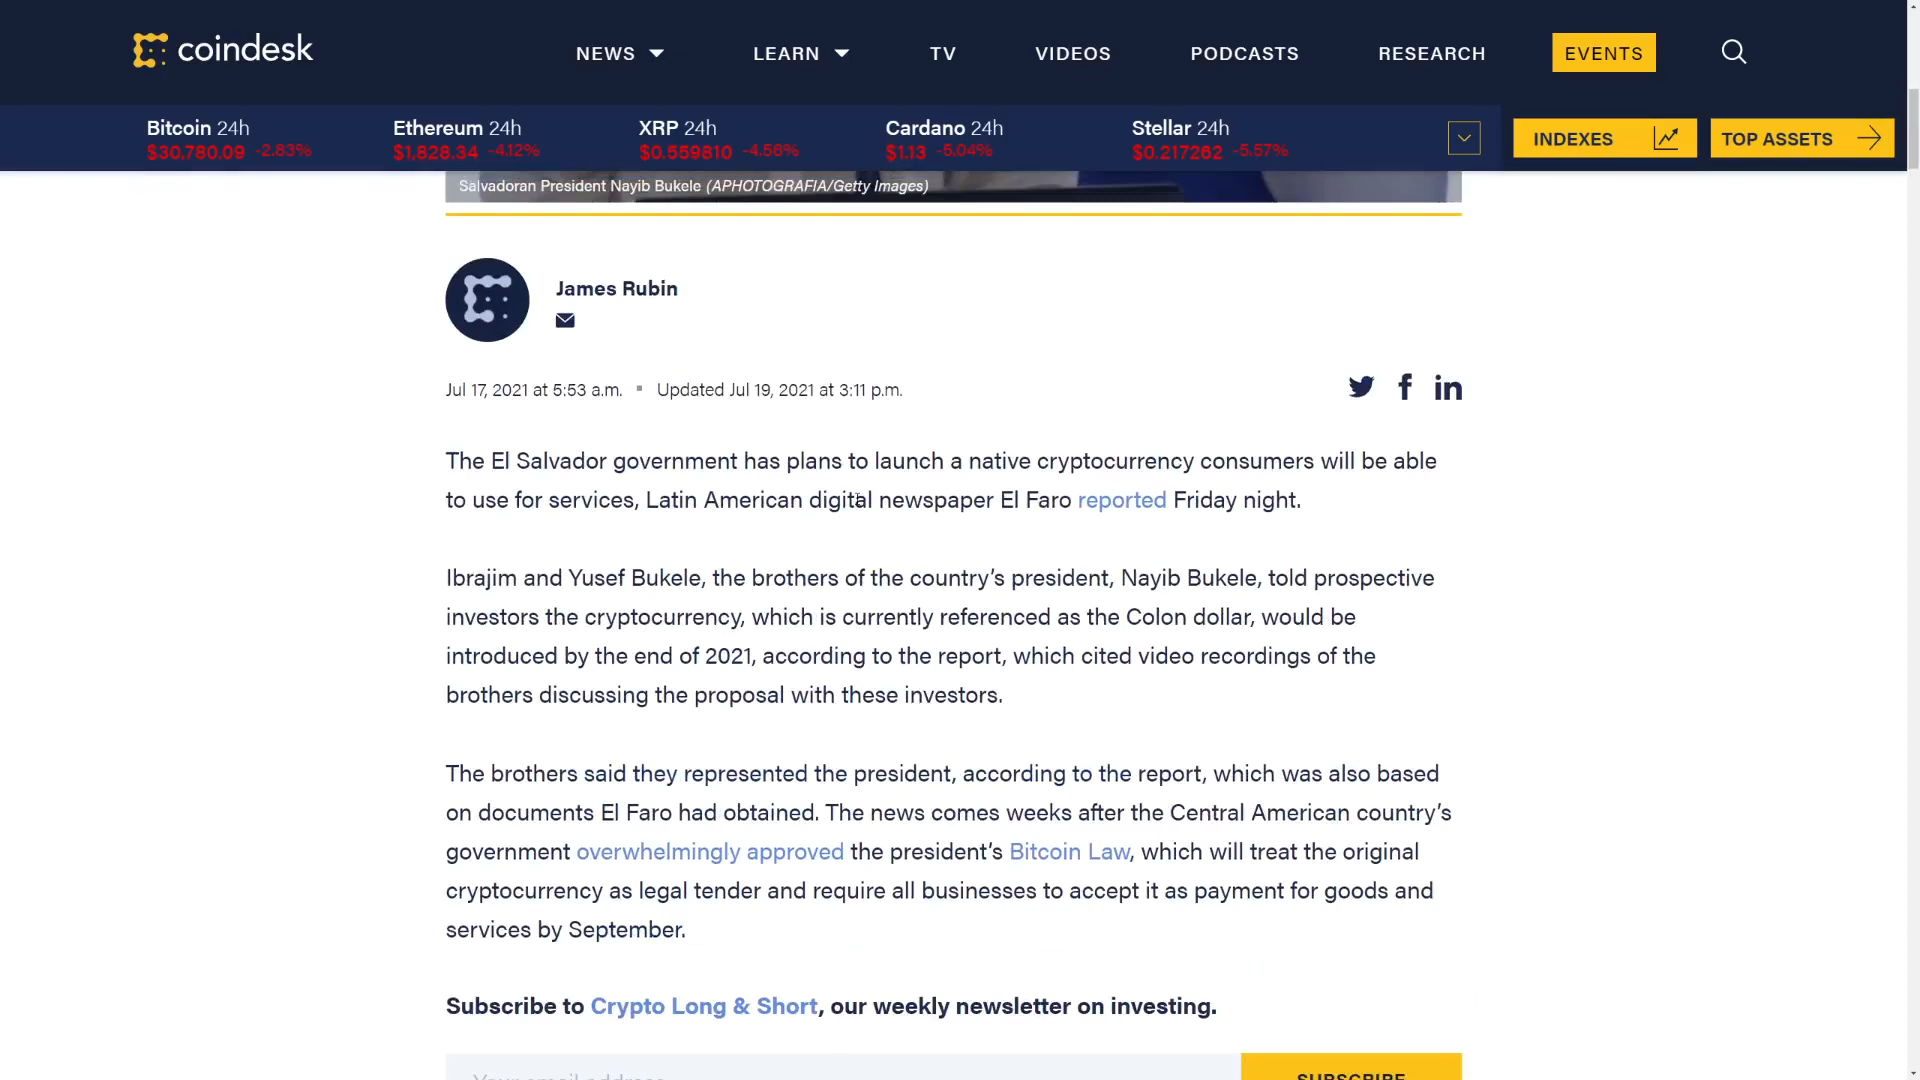 coindesk
NEWS LEARN TV VIDEOS PODCASTS RESEARCH EVENTS
Bitcoin 24h
$30,780.09 -2.83%
Ethereum 24h
$1,828.34 -4.12%
XRP 24h
$0.559810 -4.56%
Cardano 24h
$1.13 -5.04%
Stellar 24h
$0.217262 -5.57%
INDEXES
TOP ASSETS
Salvadoran President Nayib Bukele (APHOTOGRAFIA/Getty Images)
James Rubin
Jul 17, 2021 at 5:53 a.m. Updated Jul 19, 2021 at 3:11 p.m.
The El Salvador government has plans to launch a native cryptocurrency consumers will be able
to use for services, Latin American digital newspaper El Faro reported Friday night.
Ibrajim and Yusef Bukele, the brothers of the country's president, Nayib Bukele, told prospective
investors the cryptocurrency, which is currently referenced as the Colon dollar, would be
introduced by the end of 2021, according to the report, which cited video recordings of the
brothers discussing the proposal with these investors.
The brothers said they represented the president, according to the report, which was also based
on documents El Faro had obtained. The news comes weeks after the Central American country's
government overwhelmingly approved the president's Bitcoin Law, which will treat the original
cryptocurrency as legal tender and require all businesses to accept it as payment for goods and
services by September.
Subscribe to Crypto Long & Short, our weekly newsletter on investing.
Your email address
SUBSCRIBE